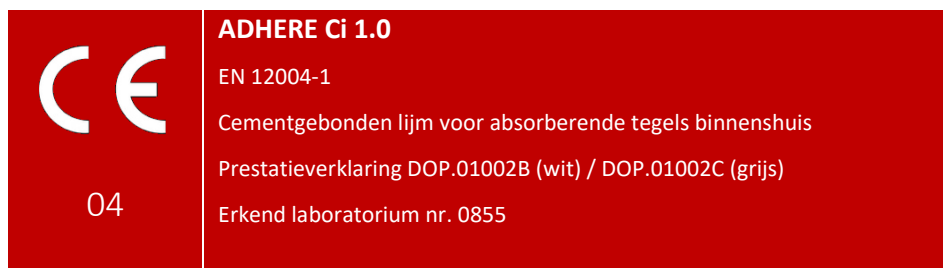 CE
04
ADHERE Ci 1.0
EN 12004-1
Cementgebonden lijm voor absorberende tegels binnenshuis
Prestatieverklaring DOP.01002B (wit) / DOP.01002C (grijs)
Erkend laboratorium nr. 0855